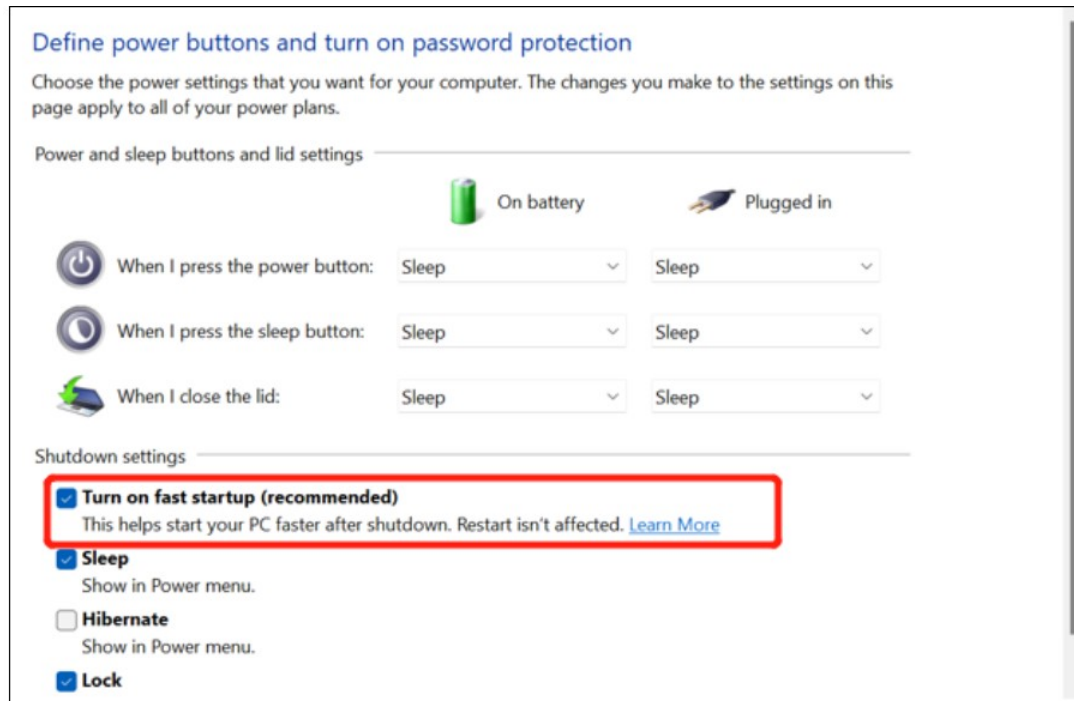 Define power buttons and turn on password protection
Choose the power settings that you want for your computer. The changes you make to the settings on this
page apply to all of your power plans.
Power and sleep buttons and lid settings
On battery Plugged in
When I press the power button: Sleep Sleep
When I press the sleep button: Sleep Sleep
When I close the lid: Sleep Sleep
Shutdown settings
Turn on fast startup (recommended)
This helps start your PC faster after shutdown. Restart isn't affected. Learn More
Sleep
Show in Power menu.
Hibernate
Show in Power menu.
Lock